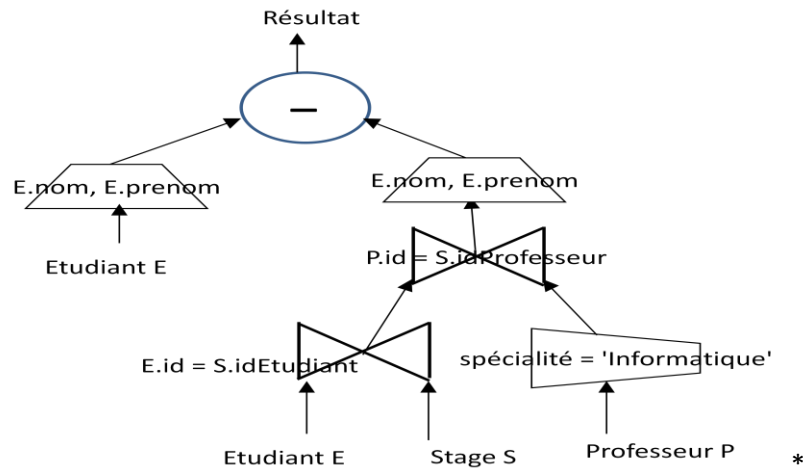 Résultat
–
E.nom, E.prenom
E.nom, E.prenom
Etudiant E
P.id = S.idProfesseur
E.id = S.idEtudiant
spécialité = 'Informatique'
Etudiant E
Stage S
Professeur P
*